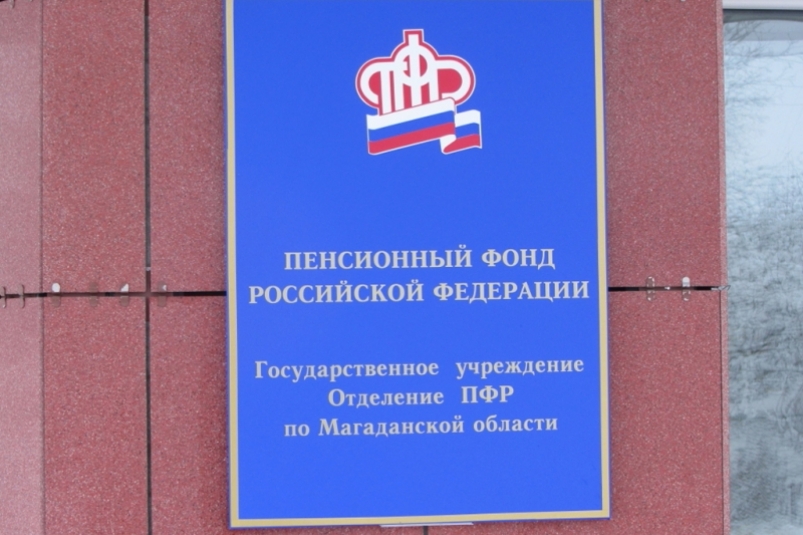 ПФР
ПЕНСИОННЫЙ ФОНД
РОССИЙСКОЙ ФЕДЕРАЦИИ
Государственное учреждение
Отделение ПФР
по Магаданской области